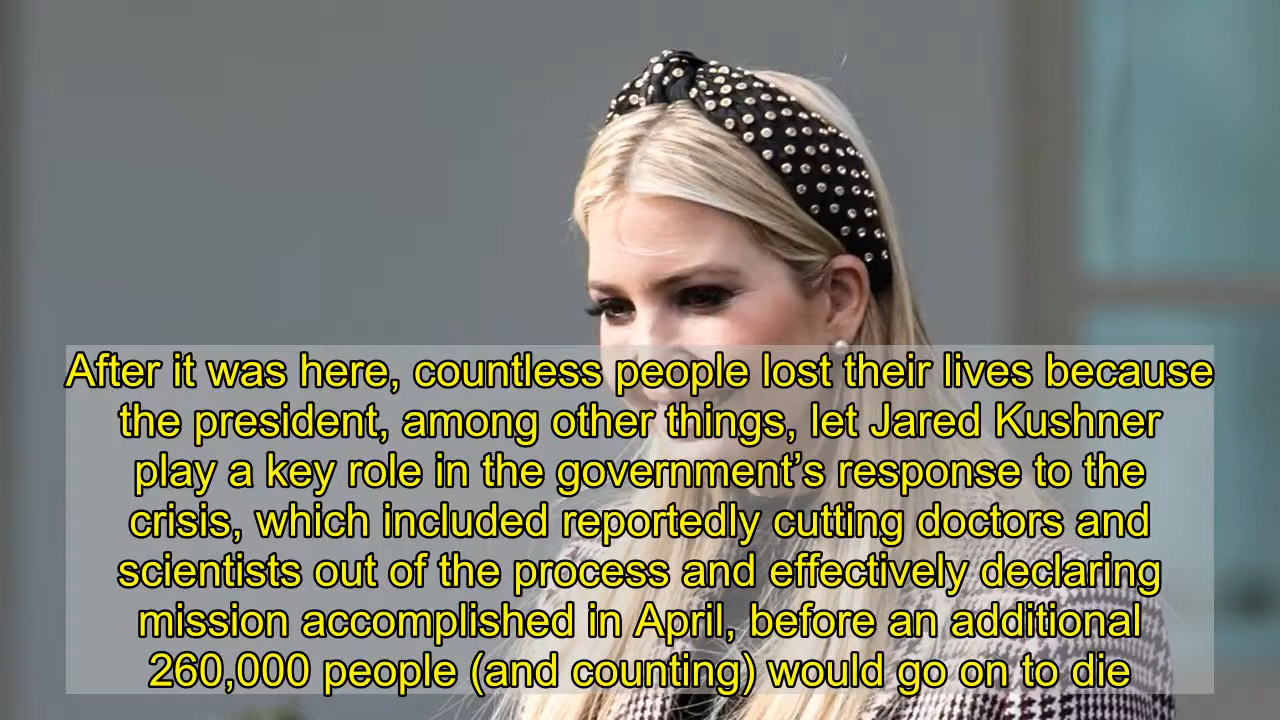 After it was here, countless people lost their lives because
the president, among other things, let Jared Kushner
play a key role in the government’s response to the
crisis, which included reportedly cutting doctors and
scientists out of the process and effectively declaring
mission accomplished in April, before an additional
260,000 people (and counting) would go on to die